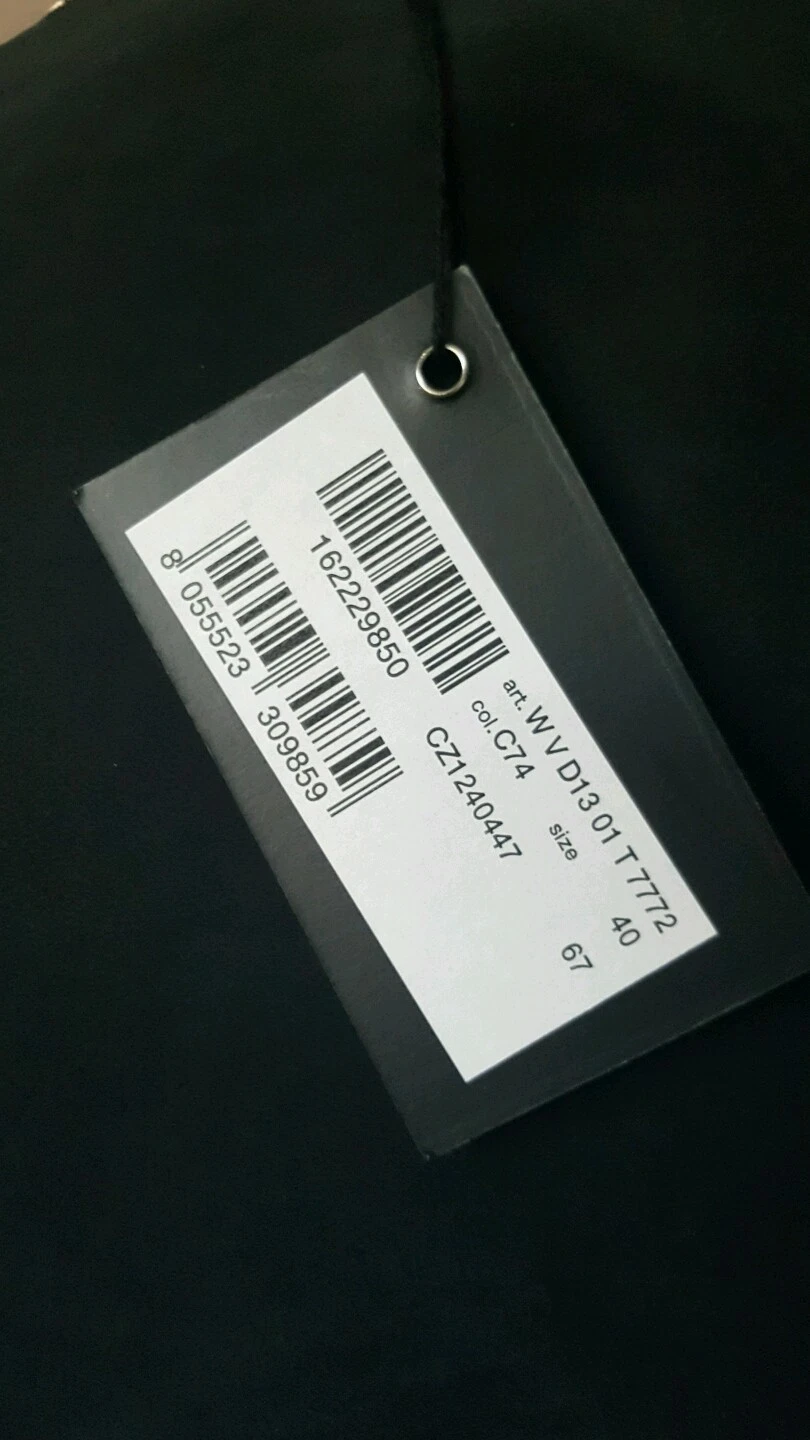 art. W V D13 01 T 7772
col. C74 size 40
CZ1240447 67
162229850
8 055523 309859